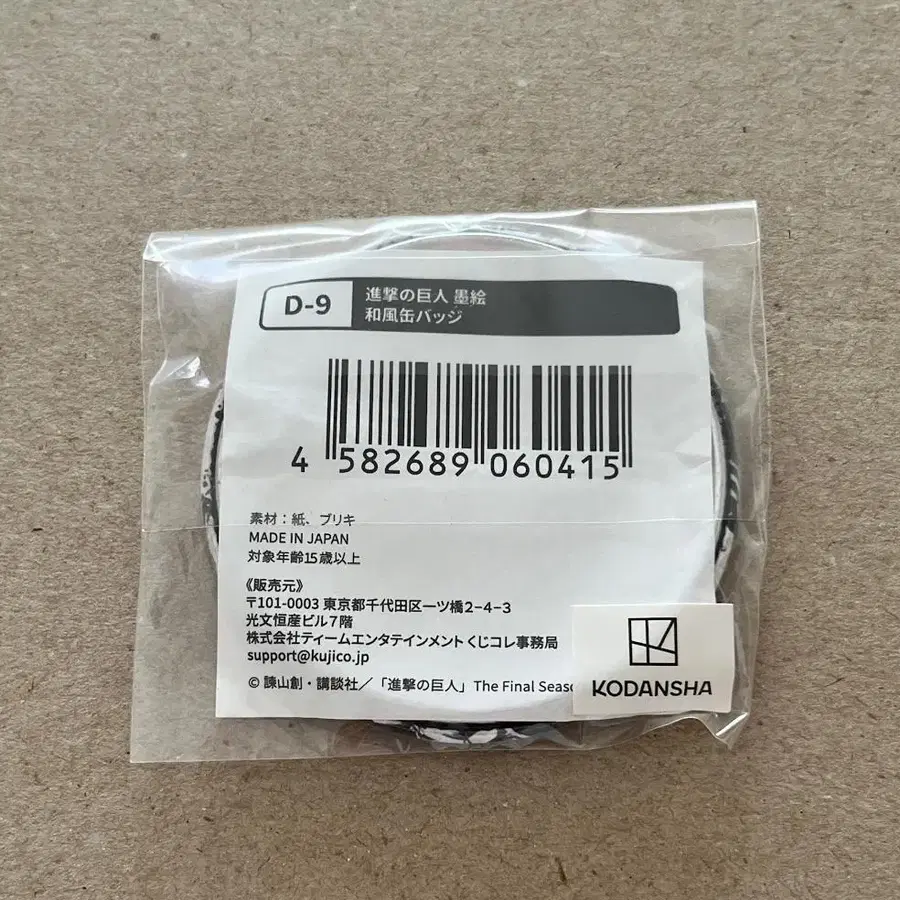 D-9
進撃の巨人 墨絵
和風缶バッジ
4 582689 060415
素材：紙、ブリキ
MADE IN JAPAN
対象年齢15歳以上
《販売元》
〒101-0003 東京都千代田区一ツ橋2-4-3
光文恒産ビル7階
株式会社ティームエンタテインメント くじコレ事務局
support@kujico.jp
© 諫山創・講談社／「進撃の巨人」The Final
KODANSHA